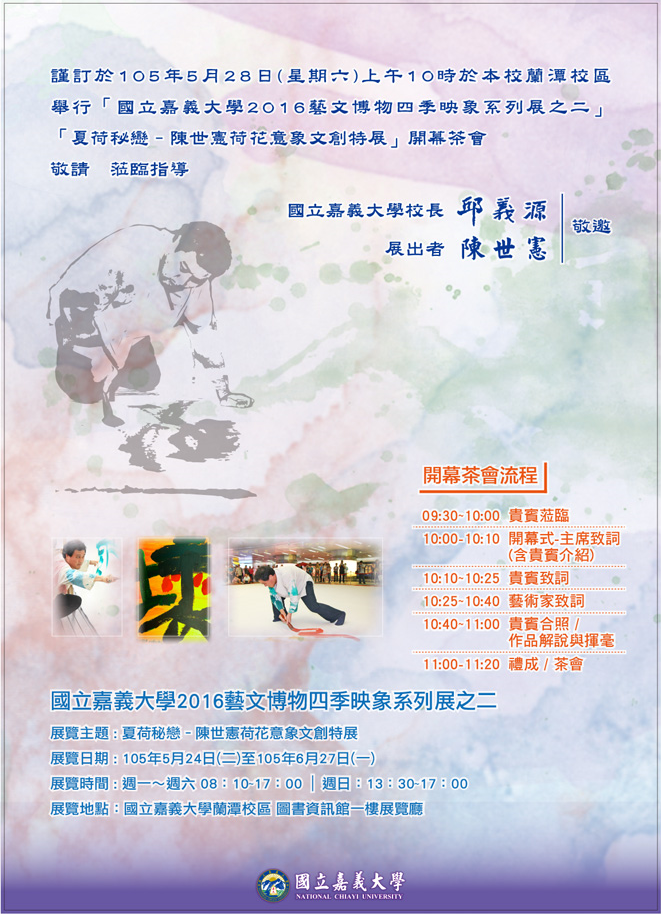 謹訂於105年5月28日(星期六)上午10時於本校蘭潭校區
舉行「國立嘉義大學2016藝文博物四季映象系列展之二」
「夏荷秘戀–陳世憲荷花意象文創特展」開幕茶會
敬請 蒞臨指導
國立嘉義大學校長 邱義源
展出者 陳世憲
敬邀
開幕茶會流程
09:30~10:00 貴賓蒞臨
10:00-10:10 開幕式-主席致詞
(含貴賓介紹)
10:10~10:25 貴賓致詞
10:25~10:40 藝術家致詞
10:40~11:00 貴賓合照 /
作品解說與揮毫
11:00-11:20 禮成 / 茶會
國立嘉義大學2016藝文博物四季映象系列展之二
展覽主題：夏荷秘戀–陳世憲荷花意象文創特展
展覽日期：105年5月24日(二)至105年6月27日(一)
展覽時間：週一～週六 08：10-17：00 ｜週日：13：30~17：00
展覽地點：國立嘉義大學蘭潭校區 圖書資訊館一樓展覽廳
國立嘉義大學
NATIONAL CHIAYI UNIVERSITY